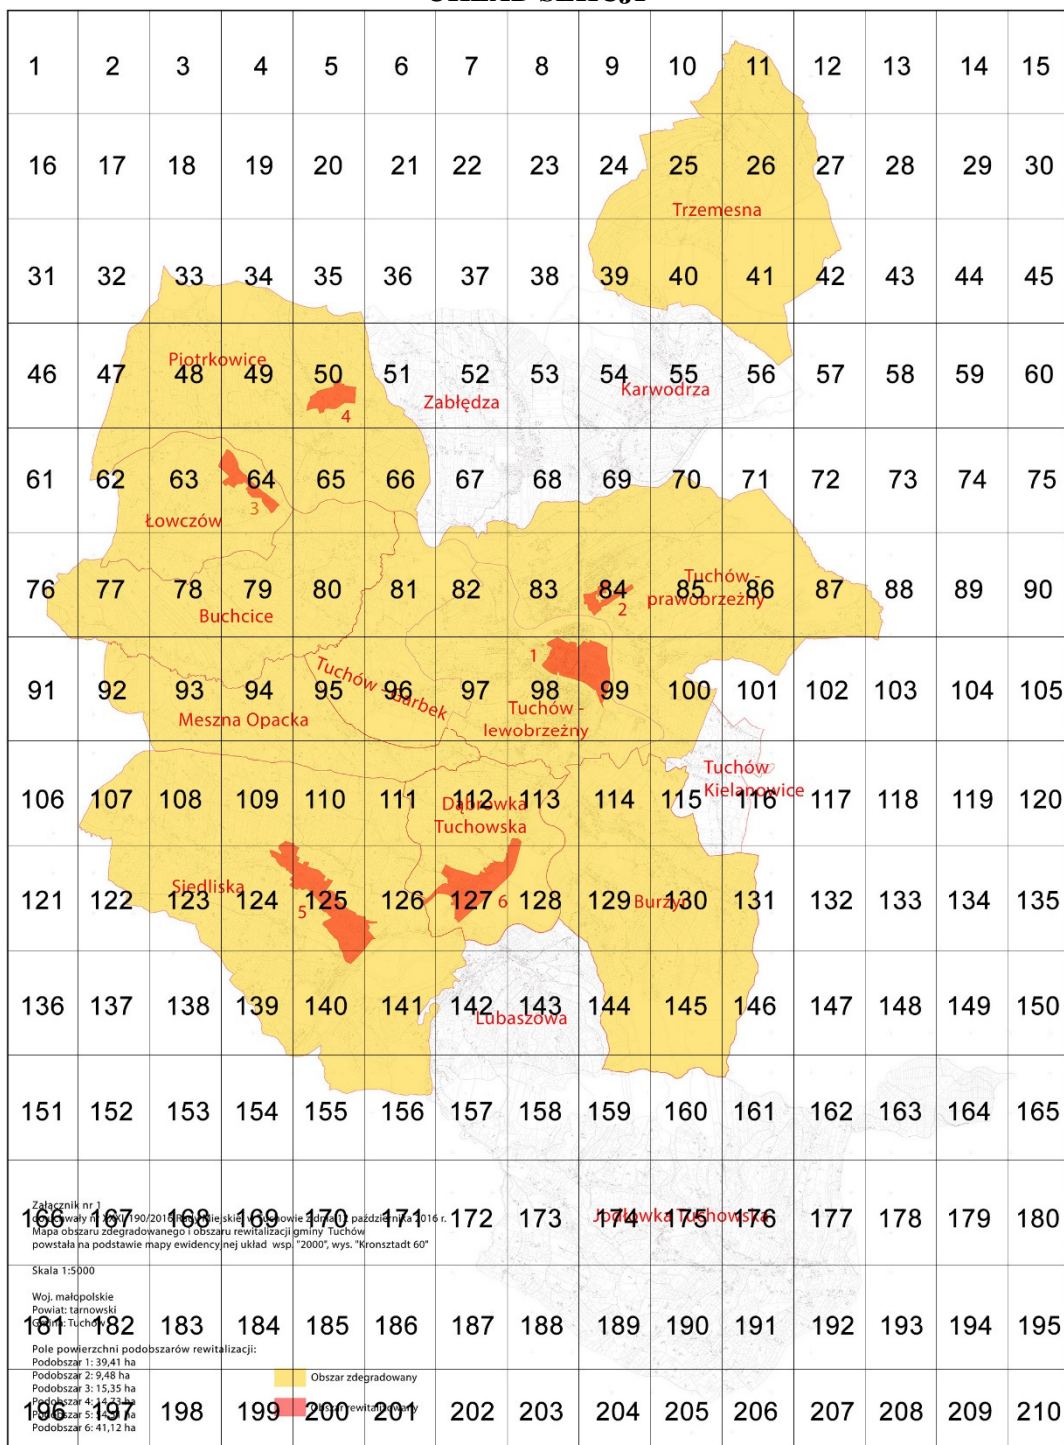 1 2 3 4 5 6 7 8 9 10 11 12 13 14 15
16 17 18 19 20 21 22 23 24 25 26 27 28 29 30
Trzemesna
31 32 33 34 35 36 37 38 39 40 41 42 43 44 45
Piotrkowice
46 47 48 49 50 51 52 53 54 55 56 57 58 59 60
Karwodrza
Zabłędza
4
61 62 63 64 65 66 67 68 69 70 71 72 73 74 75
3
Łowczów
Tuchów -
76 77 78 79 80 81 82 83 84 85 86 87 88 89 90
prawobrzeżny
2
Buchcice
1
91 92 93 94 95 96 97 98 99 100 101 102 103 104 105
Tuchów - Garbek
Meszna Opacka
Tuchów -
lewobrzeżny
Tuchów
Kielanowice
106 107 108 109 110 111 112 113 114 115 116 117 118 119 120
Dąbrowka
Tuchowska
Siedliska
121 122 123 124 125 126 127 128 129 130 131 132 133 134 135
5
6
136 137 138 139 140 141 142 143 144 145 146 147 148 149 150
Lubaszowa
151 152 153 154 155 156 157 158 159 160 161 162 163 164 165
Załącznik nr 1
166 167 168 169 170 171 172 173 174 175 176 177 178 179 180
Jodłówka Tuchowska
października 2016 r.
Mapa obszaru zdegradowanego i obszaru rewitalizacji gminy Tuchów
powstała na podstawie mapy ewidencyjnej układ wsp. "2000", wys. "Kronsztadt 60"
Skala 1:5000
Woj. małopolskie
Powiat: tarnowski
Gmina: Tuchów
181 182 183 184 185 186 187 188 189 190 191 192 193 194 195
Pole powierzchni podobszarów rewitalizacji:
Podobszar 1: 39,41 ha
Podobszar 2: 9,48 ha
Podobszar 3: 15,35 ha
Podobszar 4: 14,73 ha
Podobszar 5: ha
Podobszar 6: 41,12 ha
Obszar zdegradowany
Obszar rewitalizowany
196 197 198 199 200 201 202 203 204 205 206 207 208 209 210